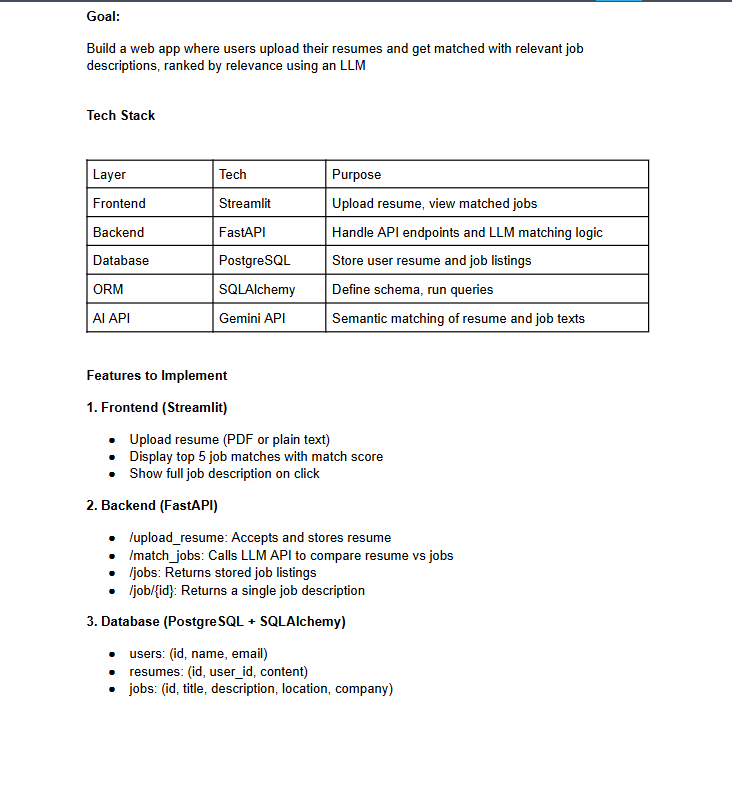 Goal:
Build a web app where users upload their resumes and get matched with relevant job
descriptions, ranked by relevance using an LLM
Tech Stack
Layer Tech Purpose
Frontend Streamlit Upload resume, view matched jobs
Backend FastAPI Handle API endpoints and LLM matching logic
Database PostgreSQL Store user resume and job listings
ORM SQLAlchemy Define schema, run queries
AI API Gemini API Semantic matching of resume and job texts
Features to Implement
1. Frontend (Streamlit)
● Upload resume (PDF or plain text)
● Display top 5 job matches with match score
● Show full job description on click
2. Backend (FastAPI)
● /upload_resume: Accepts and stores resume
● /match_jobs: Calls LLM API to compare resume vs jobs
● /jobs: Returns stored job listings
● /job/{id}: Returns a single job description
3. Database (PostgreSQL + SQLAlchemy)
● users: (id, name, email)
● resumes: (id, user_id, content)
● jobs: (id, title, description, location, company)